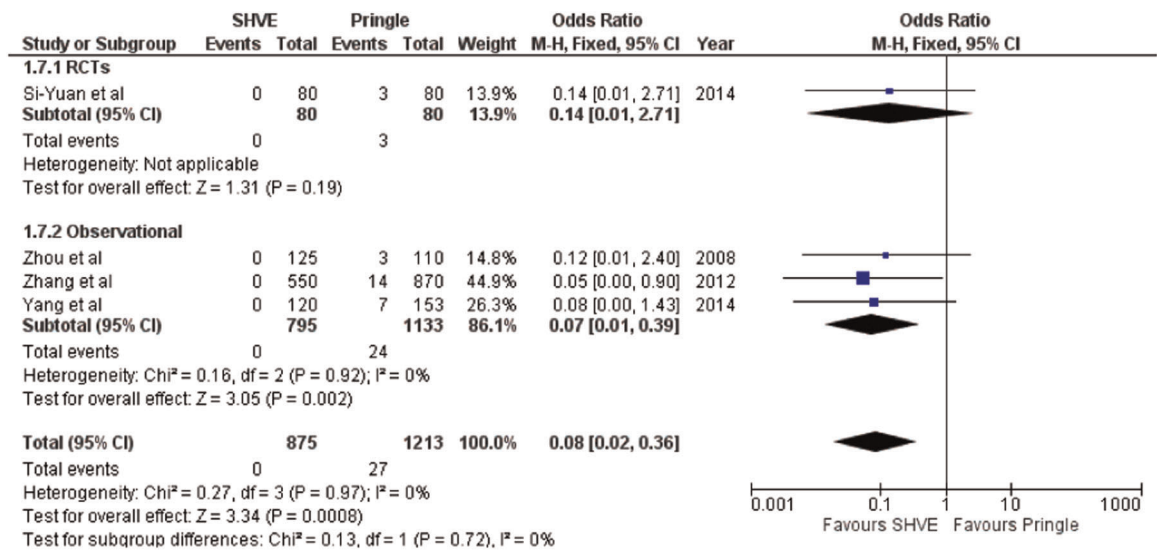 SHVE Pringle Odds Ratio Odds Ratio
Study or Subgroup Events Total Events Total Weight M-H, Fixed, 95% CI Year M-H, Fixed, 95% CI
1.7.1 RCTs
Si-Yuan et al 0 80 3 80 13.9% 0.14 [0.01, 2.71] 2014
Subtotal (95% CI) 80 80 13.9% 0.14 [0.01, 2.71]
Total events 0 3
Heterogeneity: Not applicable
Test for overall effect: Z = 1.31 (P = 0.19)
1.7.2 Observational
Zhou et al 0 125 3 110 14.8% 0.12 [0.01, 2.40] 2008
Zhang et al 0 550 14 870 44.9% 0.05 [0.00, 0.90] 2012
Yang et al 0 120 7 153 26.3% 0.08 [0.00, 1.43] 2014
Subtotal (95% CI) 795 1133 86.1% 0.07 [0.01, 0.39]
Total events 0 24
Heterogeneity: Chi² = 0.16, df = 2 (P = 0.92); I² = 0%
Test for overall effect: Z = 3.05 (P = 0.002)
Total (95% CI) 875 1213 100.0% 0.08 [0.02, 0.36]
Total events 0 27
Heterogeneity: Chi² = 0.27, df = 3 (P = 0.97); I² = 0%
Test for overall effect: Z = 3.34 (P = 0.0008)
Test for subgroup differences: Chi² = 0.13, df = 1 (P = 0.72), I² = 0%
0.001 0.1 1 10 1000
Favours SHVE Favours Pringle